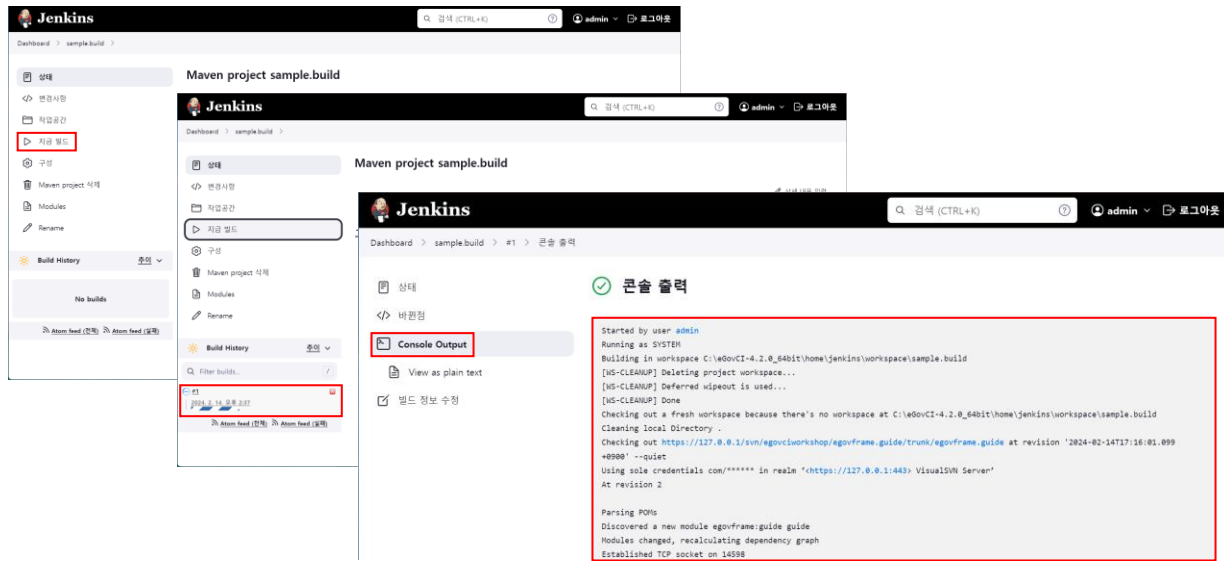 Jenkins
검색 (CTRL+K)
admin
로그아웃
Dashboard > sample.build >
상태
변경사항
작업공간
지금 빌드
구성
Maven project 삭제
Modules
Rename
Build History 추이
No builds
Atom feed (전체) Atom feed (실패)
Maven project sample.build
Jenkins
검색 (CTRL+K)
admin
로그아웃
Dashboard > sample.build >
상태
변경사항
작업공간
지금 빌드
구성
Maven project 삭제
Modules
Rename
Build History 추이
Filter builds... /
#1
2024. 2. 14. 오후 2:37
Atom feed (전체) Atom feed (실패)
Maven project sample.build
Jenkins
검색 (CTRL+K)
admin
로그아웃
Dashboard > sample.build > #1 > 콘솔 출력
상태
바뀐점
Console Output
View as plain text
빌드 정보 수정
콘솔 출력
Started by user admin
Running as SYSTEM
Building in workspace C:\eGovCI-4.2.0_64bit\home\jenkins\workspace\sample.build
[WS-CLEANUP] Deleting project workspace...
[WS-CLEANUP] Deferred wipeout is used...
[WS-CLEANUP] Done
Checking out a fresh workspace because there's no workspace at C:\eGovCI-4.2.0_64bit\home\jenkins\workspace\sample.build
Cleaning local Directory .
Checking out https://127.0.0.1/svn/egovciworkshop/egovframe.guide/trunk/egovframe.guide at revision '2024-02-14T17:16:01.099
+0900' --quiet
Using sole credentials com/****** in realm '<https://127.0.0.1:443> VisualSVN Server'
At revision 2
Parsing POMs
Discovered a new module egovframe:guide guide
Modules changed, recalculating dependency graph
Established TCP socket on 14598